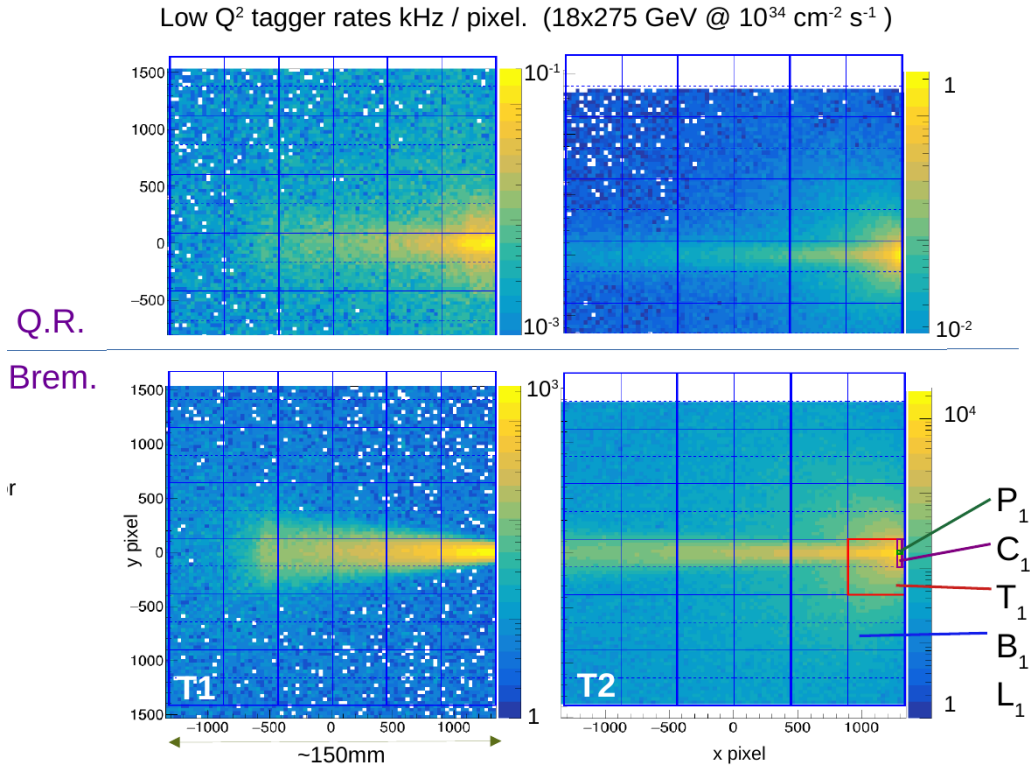 Low Q² tagger rates kHz / pixel. (18x275 GeV @ 10³⁴ cm⁻² s⁻¹ )
1500
1000
500
0
−500
10⁻¹
10⁻³
1
10⁻²
Q.R.
Brem.
r
1500
1000
500
0
−500
1000
1500
y pixel
T1
10³
1
−1000 −500 0 500 1000
~150mm
T2
10⁴
1
−1000 −500 0 500 1000
x pixel
P₁
C₁
T₁
B₁
L₁